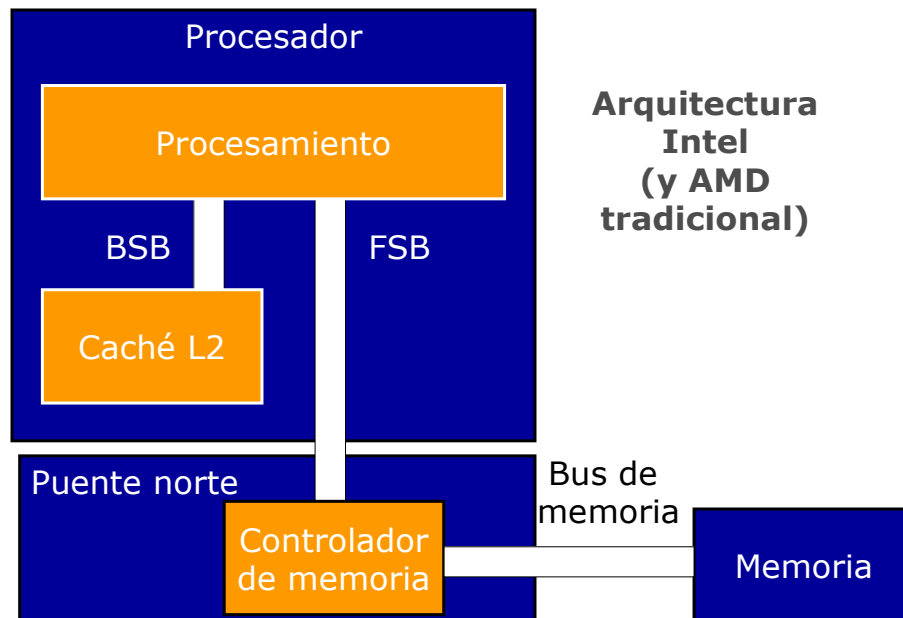 Procesador
Procesamiento
Arquitectura
Intel
(y AMD
tradicional)
BSB
FSB
Caché L2
Puente norte
Bus de
memoria
Controlador
de memoria
Memoria